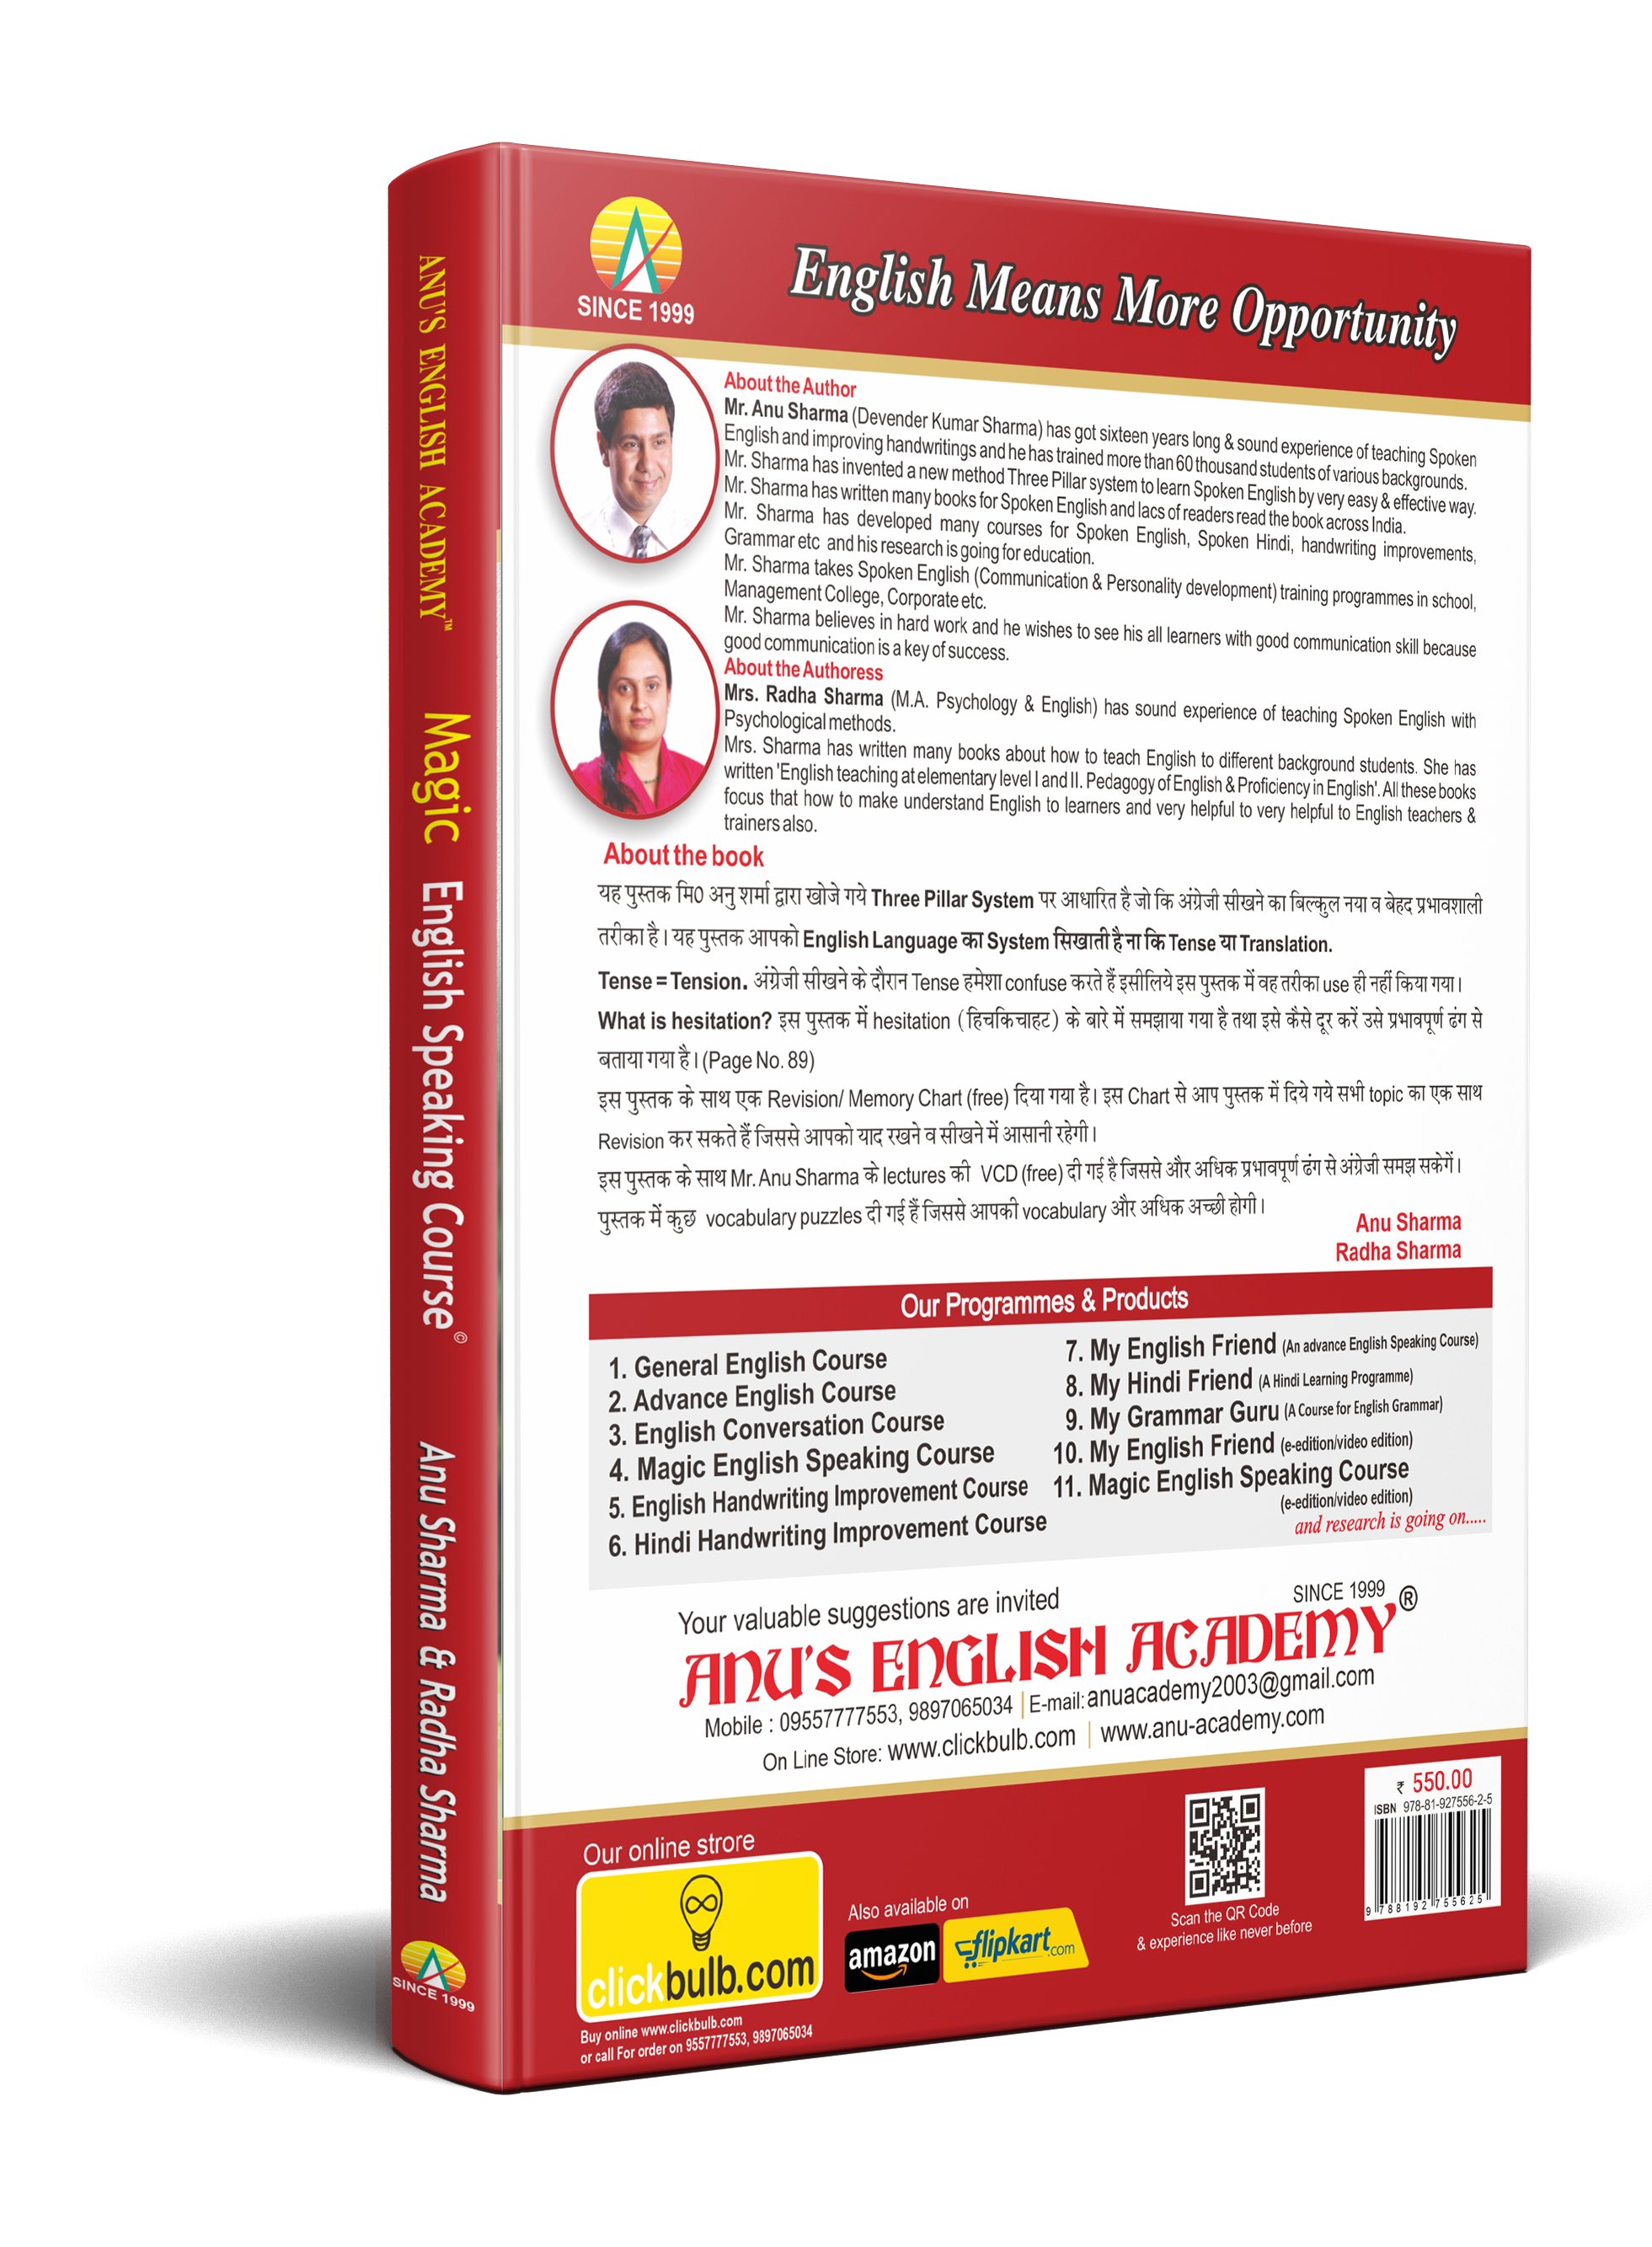 ANU'S ENGLISH ACADEMY™
Magic English Speaking Course©
Anu Sharma & Radha Sharma
SINCE 1999
SINCE 1999
English Means More Opportunity
About the Author
Mr. Anu Sharma (Devender Kumar Sharma) has got sixteen years long & sound experience of teaching Spoken
English and improving handwritings and he has trained more than 60 thousand students of various backgrounds.
Mr. Sharma has invented a new method Three Pillar system to learn Spoken English by very easy & effective way.
Mr. Sharma has written many books for Spoken English and lacs of readers read the book across India.
Mr. Sharma has developed many courses for Spoken English, Spoken Hindi, handwriting improvements,
Grammar etc and his research is going for education.
Mr. Sharma takes Spoken English (Communication & Personality development) training programmes in school,
Management College, Corporate etc.
Mr. Sharma believes in hard work and he wishes to see his all learners with good communication skill because
good communication is a key of success.
About the Authoress
Mrs. Radha Sharma (M.A. Psychology & English) has sound experience of teaching Spoken English with
Psychological methods.
Mrs. Sharma has written many books about how to teach English to different background students. She has
written 'English teaching at elementary level I and II. Pedagogy of English & Proficiency in English'. All these books
focus that how to make understand English to learners and very helpful to very helpful to English teachers &
trainers also.
About the book
यह पुस्तक मि0 अनु शर्मा द्वारा खोजे गये Three Pillar System पर आधारित है जो कि अंग्रेजी सीखने का बिल्कुल नया व बेहद प्रभावशाली
तरीका है। यह पुस्तक आपको English Language का System सिखाती है ना कि Tense या Translation.
Tense = Tension. अंग्रेजी सीखने के दौरान Tense हमेशा confuse करते हैं इसीलिये इस पुस्तक में वह तरीका use ही नहीं किया गया।
What is hesitation? इस पुस्तक में hesitation (हिचकिचाहट) के बारे में समझाया गया है तथा इसे कैसे दूर करें उसे प्रभावपूर्ण ढंग से
बताया गया है। (Page No. 89)
इस पुस्तक के साथ एक Revision/ Memory Chart (free) दिया गया है। इस Chart से आप पुस्तक में दिये गये सभी topic का एक साथ
Revision कर सकते हैं जिससे आपको याद रखने व सीखने में आसानी रहेगी।
इस पुस्तक के साथ Mr. Anu Sharma के lectures की VCD (free) दी गई है जिससे और अधिक प्रभावपूर्ण ढंग से अंग्रेजी समझ सकेगें।
पुस्तक में कुछ vocabulary puzzles दी गई हैं जिससे आपकी vocabulary और अधिक अच्छी होगी।
Anu Sharma
Radha Sharma
Our Programmes & Products
1. General English Course
2. Advance English Course
3. English Conversation Course
4. Magic English Speaking Course
5. English Handwriting Improvement Course
6. Hindi Handwriting Improvement Course
7. My English Friend (An advance English Speaking Course)
8. My Hindi Friend (A Hindi Learning Programme)
9. My Grammar Guru (A Course for English Grammar)
10. My English Friend (e-edition/video edition)
11. Magic English Speaking Course
(e-edition/video edition)
and research is going on.....
Your valuable suggestions are invited
SINCE 1999
ANU'S ENGLISH ACADEMY®
Mobile : 09557777553, 9897065034 | E-mail: anuacademy2003@gmail.com
On Line Store: www.clickbulb.com | www.anu-academy.com
Our online strore
clickbulb.com
Buy online www.clickbulb.com
or call For order on 9557777553, 9897065034
Also available on
amazon
flipkart.com
Scan the QR Code
& experience like never before
₹ 550.00
ISBN 978-81-927556-2-5
9 788192 755625